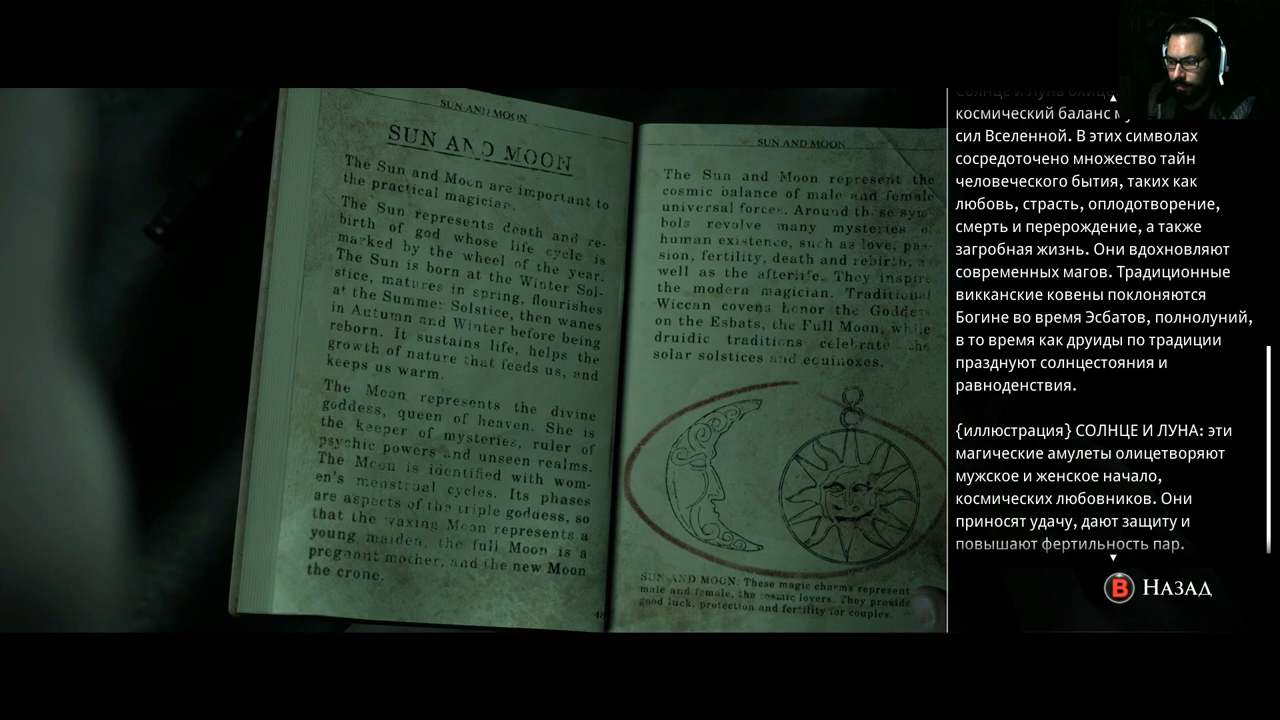 SUN AND MOON
SUN AND MOON
The Sun and Moon are important to
the practical magician.
The Sun represents death and re-
birth of god whose life cycle is
marked by the wheel of the year.
The Sun is born at the Winter Sol-
stice, matures in spring, flourishes
at the Summer Solstice, then wanes
in Autumn and Winter before being
reborn. It sustains life, helps the
growth of nature that feeds us, and
keeps us warm.
The Moon represents the divine
goddess, queen of heaven. She is
the keeper of mysteries, ruler of
psychic powers and unseen realms.
The Moon is identified with wom-
en's menstrual cycles. Its phases
are aspects of the triple goddess, so
that the waxing Moon represents a
young maiden, the full Moon is a
pregnant mother, and the new Moon
the crone.
SUN AND MOON
The Sun and Moon represent the
cosmic balance of male and female
universal forces. Around these sym-
bols revolve many mysteries of
human existence, such as love, pas-
sion, fertility, death and rebirth, as
well as the afterlife. They inspire
the modern magician. Traditional
Wiccan covens honor the Goddess
on the Esbats, the Full Moon, while
druidic traditions celebrate the
solar solstices and equinoxes.
SUN AND MOON: These magic charms represent
male and female, the cosmic lovers. They provide
good luck, protection and fertility for couples.
Солнце и Луна
космический баланс
сил Вселенной. В этих символах
сосредоточено множество тайн
человеческого бытия, таких как
любовь, страсть, оплодотворение,
смерть и перерождение, а также
загробная жизнь. Они вдохновляют
современных магов. Традиционные
викканские ковены поклоняются
Богине во время Эсбатов, полнолуний,
в то время как друиды по традиции
празднуют солнцестояния и
равноденствия.
{иллюстрация} СОЛНЦЕ И ЛУНА: эти
магические амулеты олицетворяют
мужское и женское начало,
космических любовников. Они
приносят удачу, дают защиту и
повышают фертильность пар.
B НАЗАД